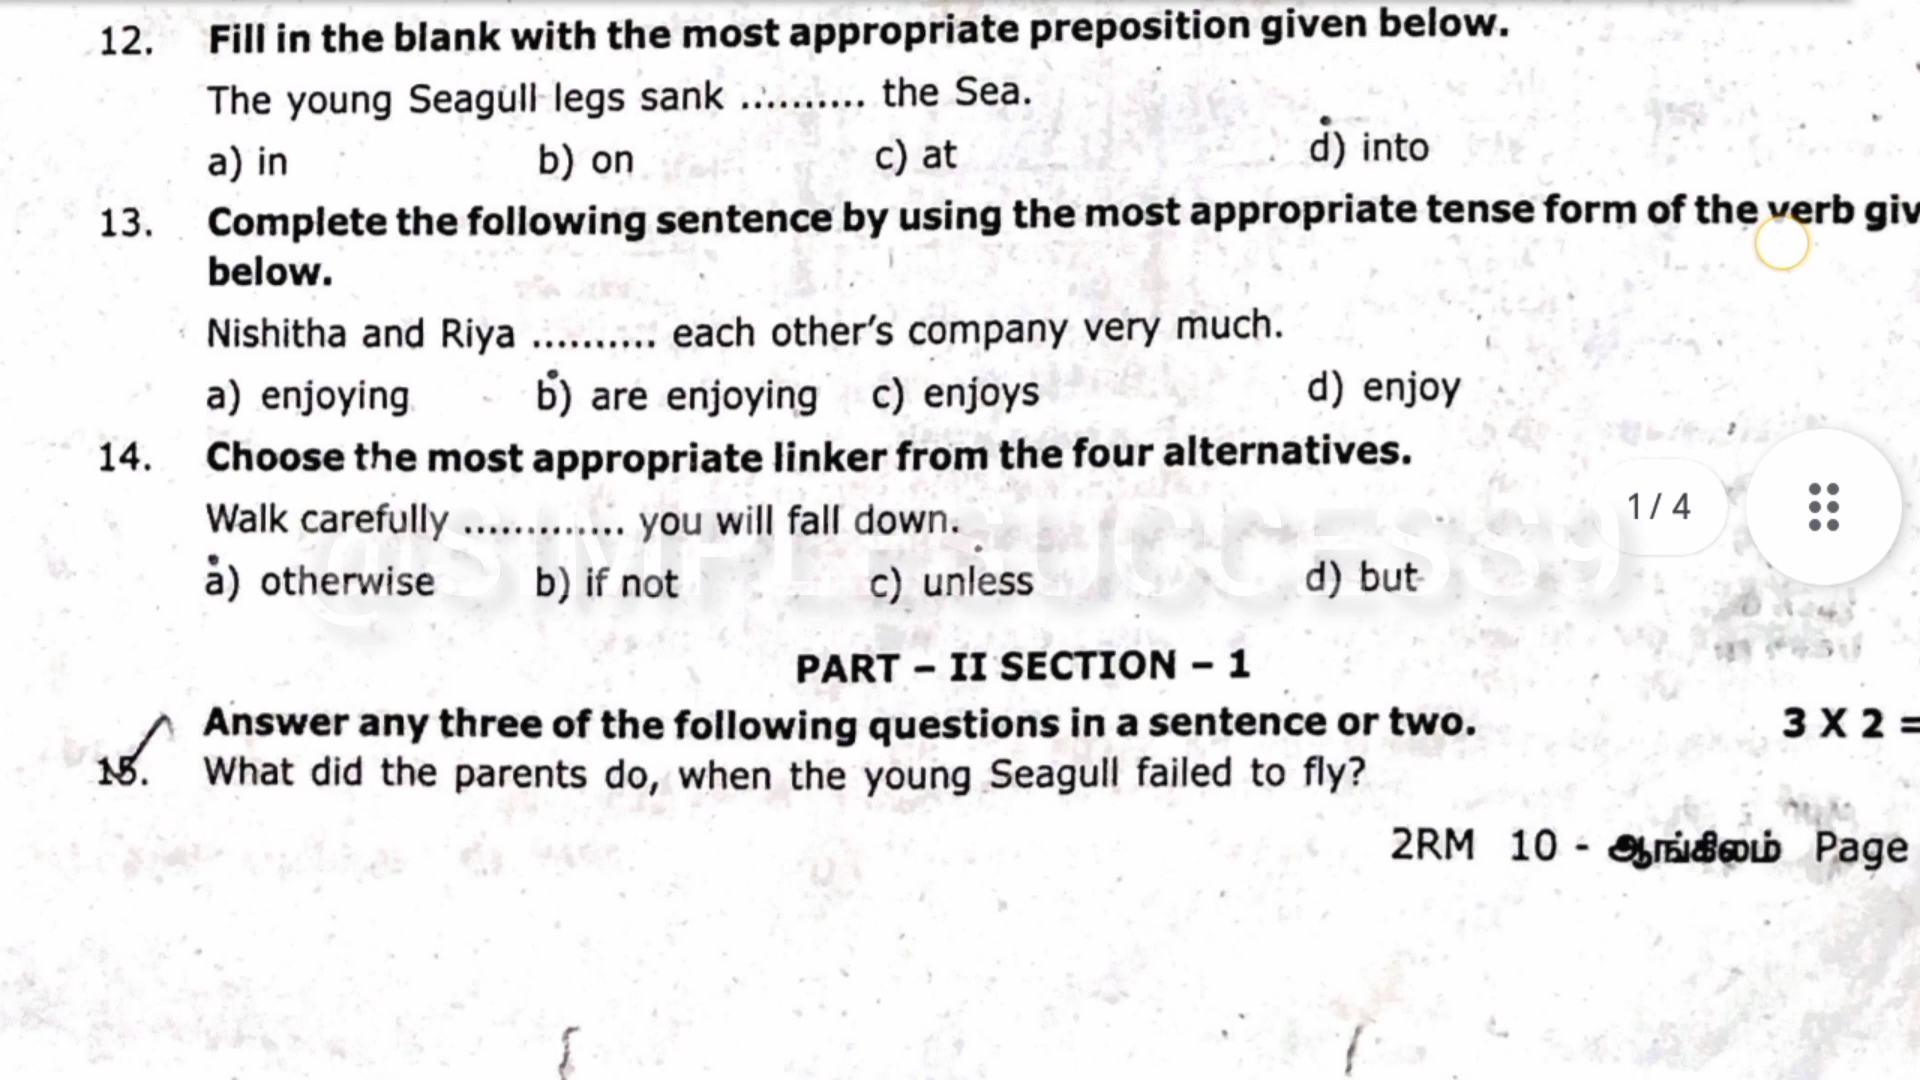 12. Fill in the blank with the most appropriate preposition given below.
The young Seagull legs sank .......... the Sea.
a) in b) on c) at d) into
13. Complete the following sentence by using the most appropriate tense form of the verb giv
below.
Nishitha and Riya .......... each other's company very much.
a) enjoying b) are enjoying c) enjoys d) enjoy
14. Choose the most appropriate linker from the four alternatives.
1 / 4
Walk carefully ............. you will fall down.
@SIMPLE SUCCESS9
a) otherwise b) if not c) unless d) but
PART – II SECTION – 1
Answer any three of the following questions in a sentence or two. 3 X 2 =
15. What did the parents do, when the young Seagull failed to fly?
2RM 10 - ஆங்கிலம் Page